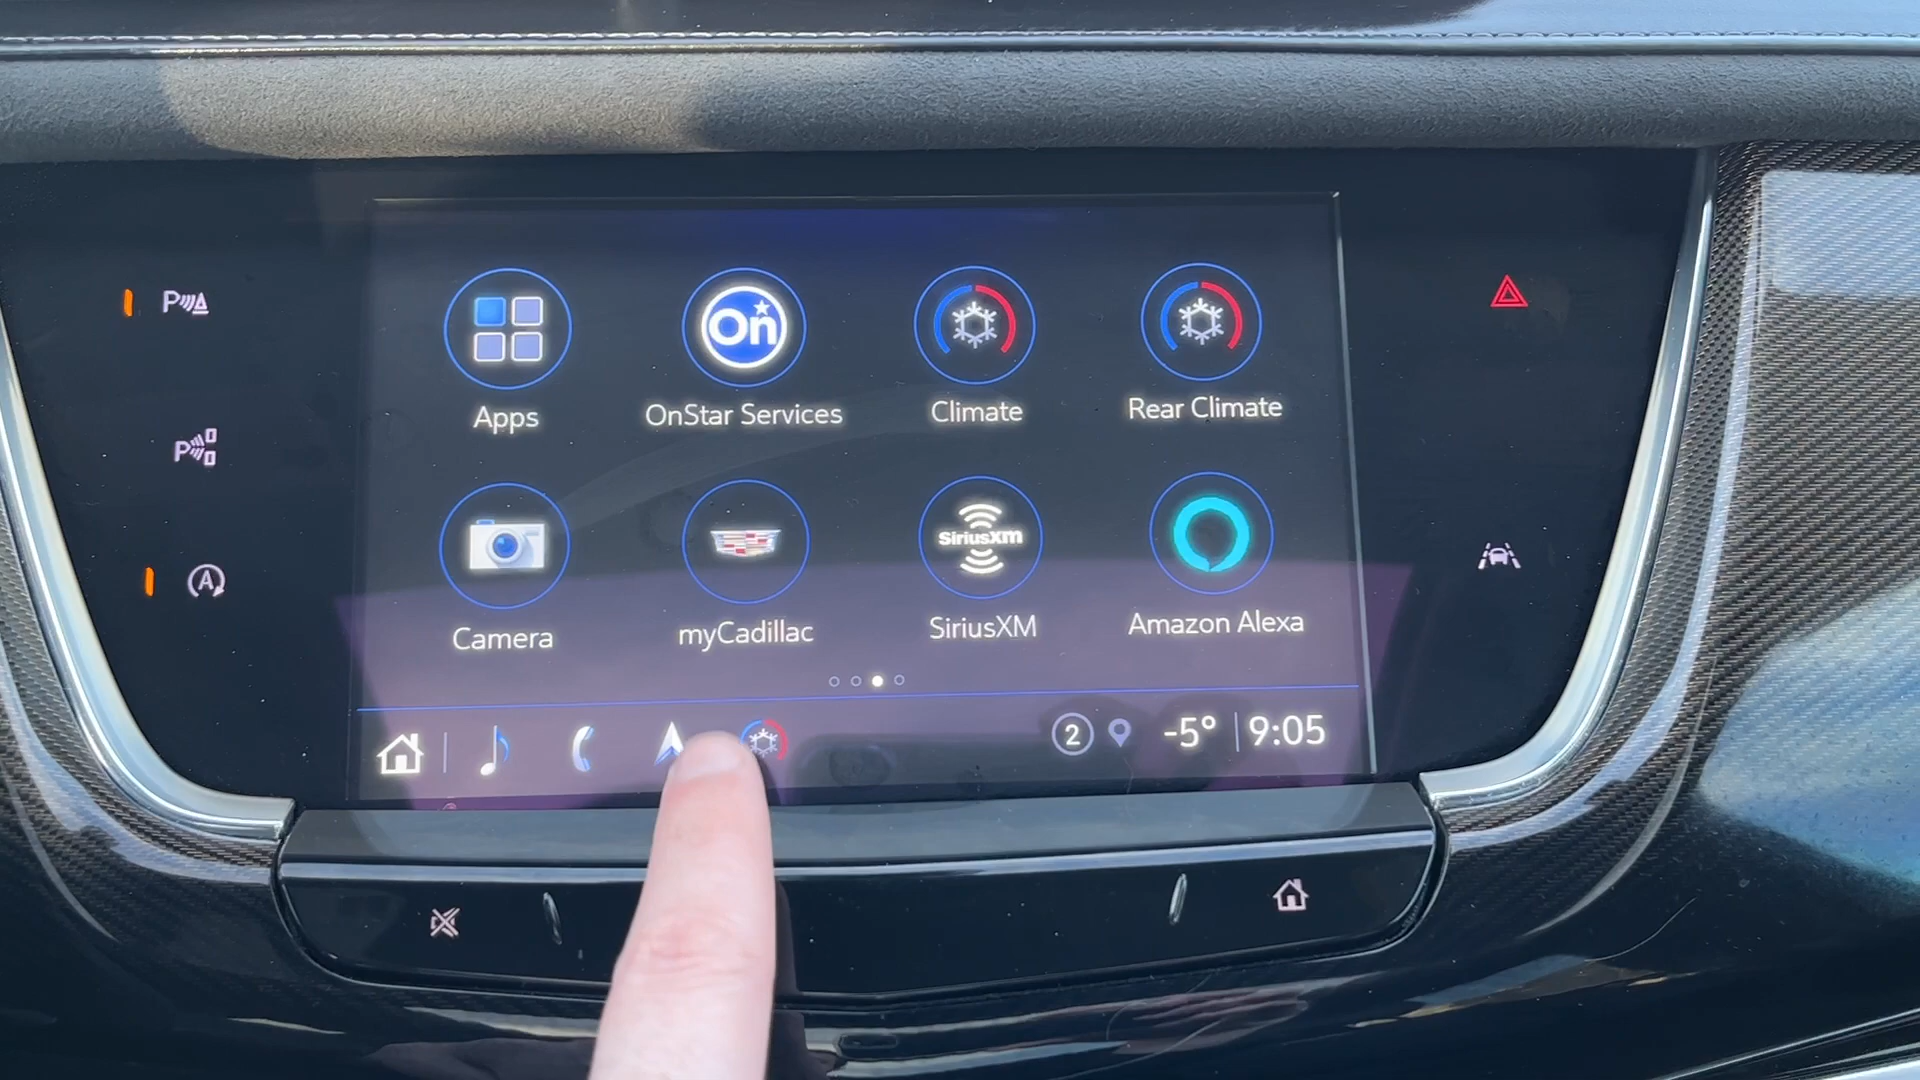 P
On
Apps
OnStar Services
Climate
Rear Climate
P
SiriusXM
A
Camera
myCadillac
SiriusXM
Amazon Alexa
2
-5°
9:05